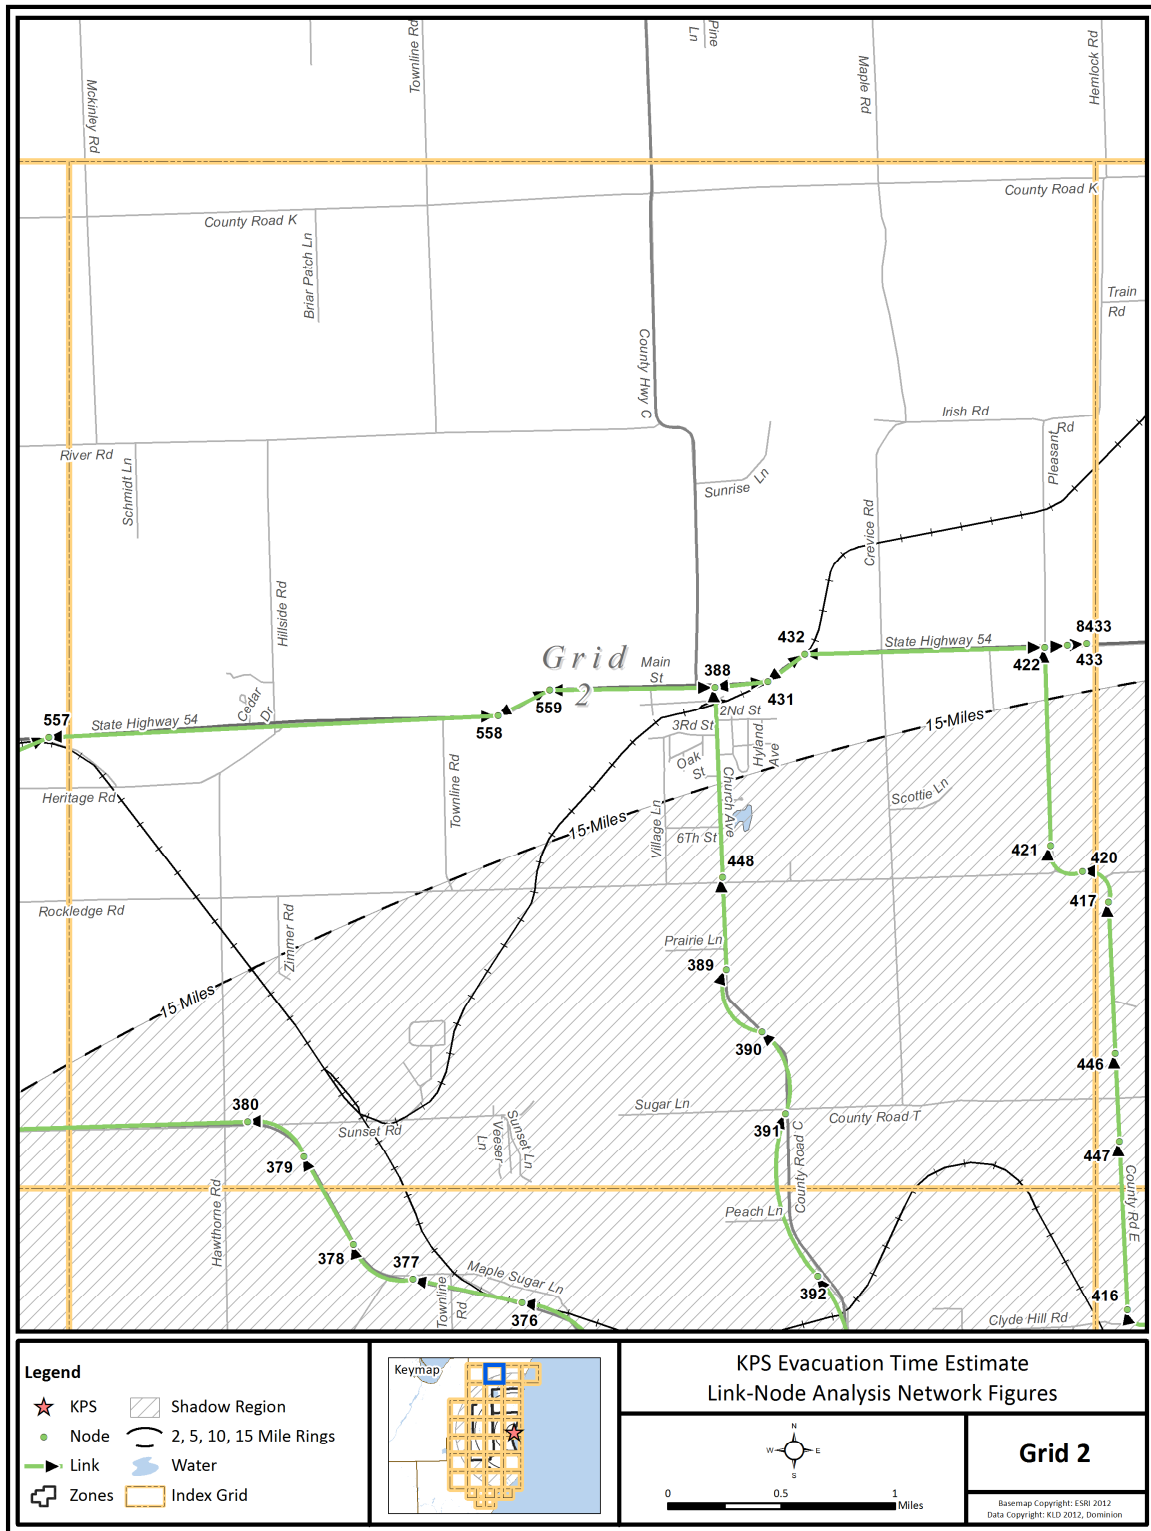 Mckinley Rd
Townline Rd
Pine
Ln
Maple Rd
Hemlock Rd
County Road K
County Road K
Briar Patch Ln
Train
Rd
County Hwy C
Irish Rd
Pleasant
Rd
River Rd
Schmidt Ln
Sunrise Ln
Crevice Rd
Hillside Rd
8433
432
State Highway 54
433
422
Grid
2
Main
St
388
431
Cedar
Dr
559
557
State Highway 54
558
2Nd St
3Rd St
15 Miles
Hyland
Ave
Oak
St
Heritage Rd
Townline Rd
Church Ave
Scottie Ln
15 Miles
Village Ln
6Th St
421
420
448
417
Rockledge Rd
Zimmer Rd
Prairie Ln
389
15 Miles
390
446
380
Sugar Ln
County Road T
Sunset Rd
391
Veeser
Ln
Sunset Ln
County Road C
447
379
Hawthorne Rd
County Rd E
Peach Ln
378
377
Maple Sugar Ln
Townline
Rd
392
416
376
Clyde Hill Rd
Legend
KPS
Shadow Region
Node
2, 5, 10, 15 Mile Rings
Link
Water
Zones
Index Grid
Keymap
KPS Evacuation Time Estimate
Link-Node Analysis Network Figures
N
W
E
S
0
0.5
1
Miles
Grid 2
Basemap Copyright: ESRI 2012
Data Copyright: KLD 2012, Dominion